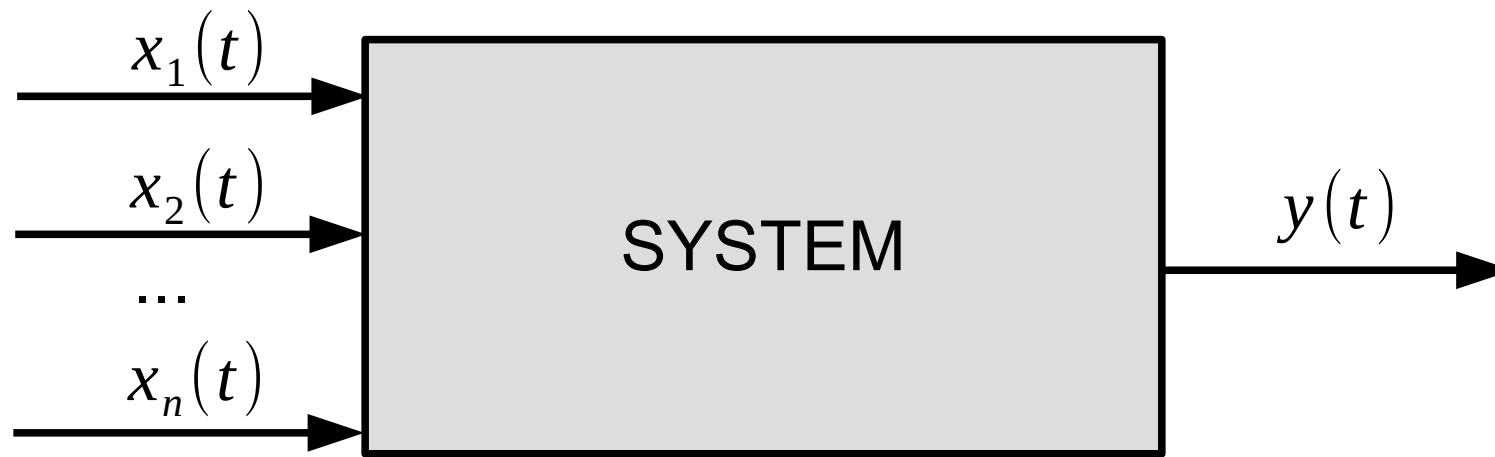 x₁(t)
x₂(t)
...
xₙ(t)
SYSTEM
y(t)